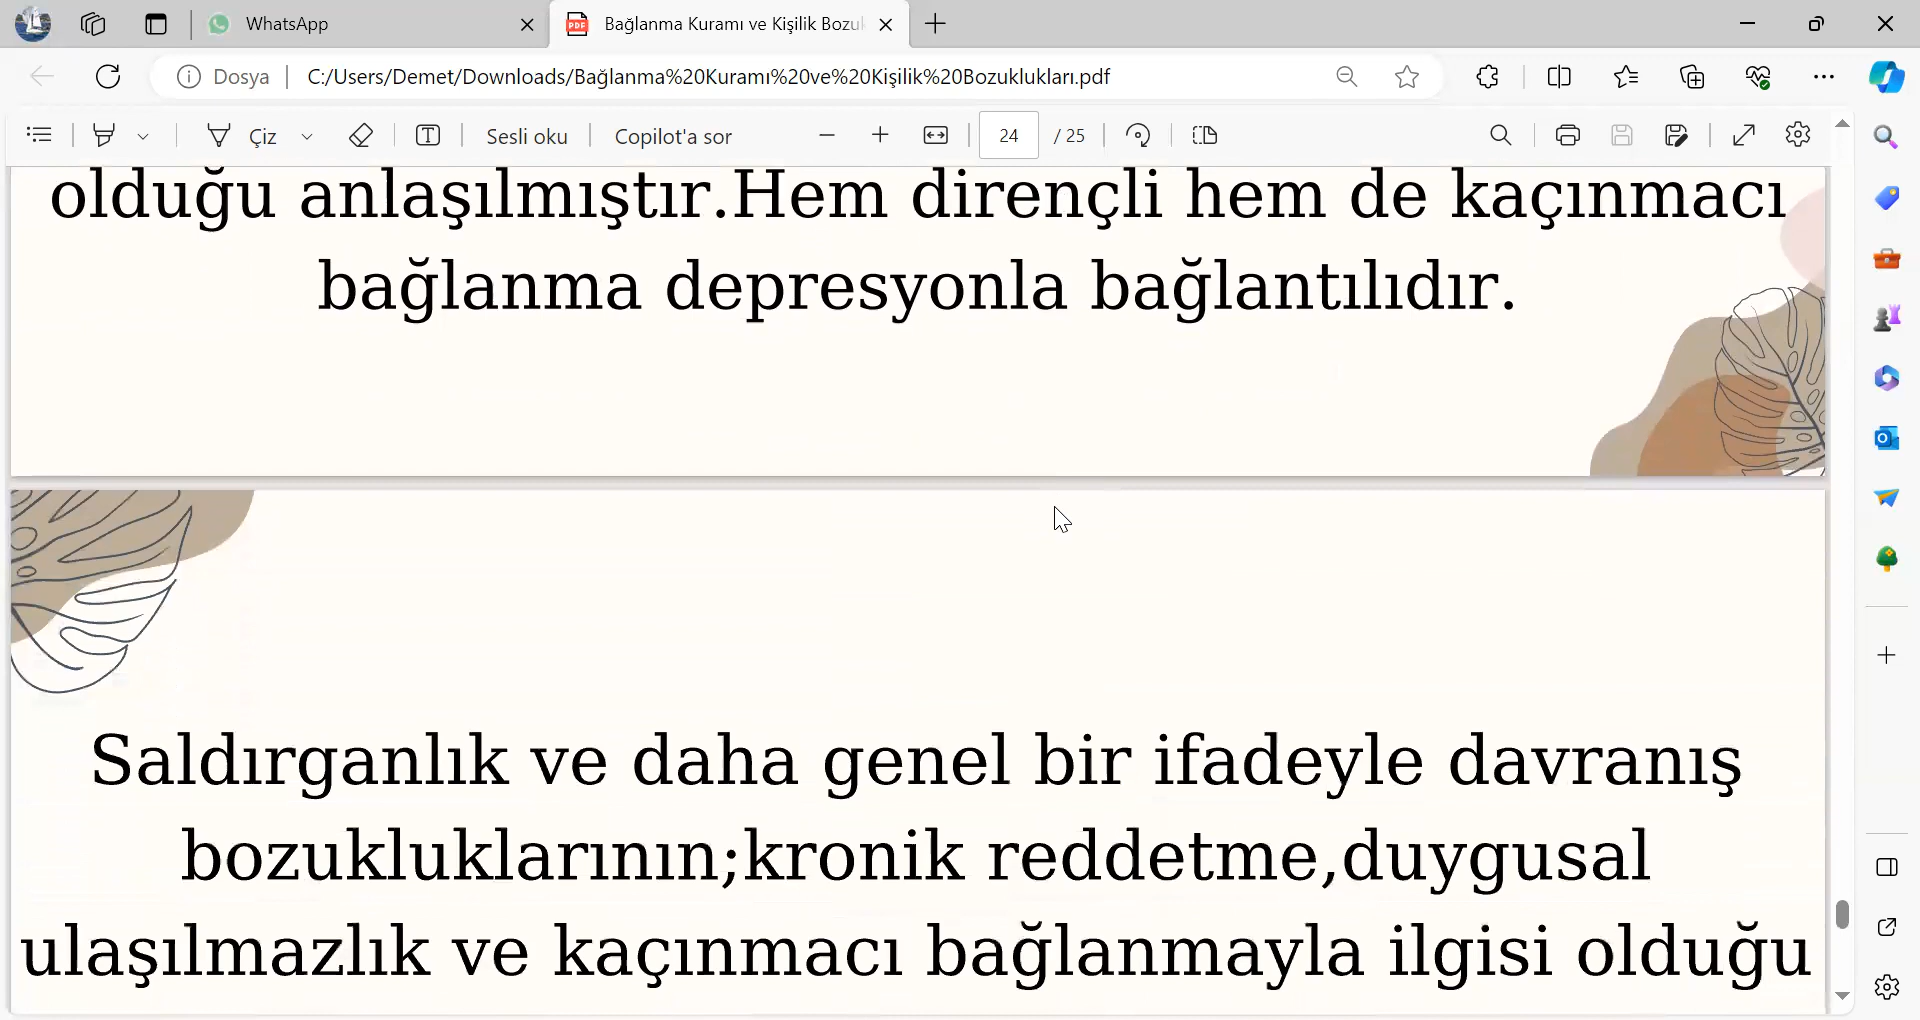 WhatsApp
Bağlanma Kuramı ve Kişilik Bozu
Dosya
C:/Users/Demet/Downloads/Bağlanma%20Kuramı%20ve%20Kişilik%20Bozuklukları.pdf
Çiz
Sesli oku
Copilot'a sor
24 / 25
olduğu anlaşılmıştır.Hem dirençli hem de kaçınmacı
bağlanma depresyonla bağlantılıdır.
Saldırganlık ve daha genel bir ifadeyle davranış
bozukluklarının;kronik reddetme,duygusal
ulaşılmazlık ve kaçınmacı bağlanmayla ilgisi olduğu